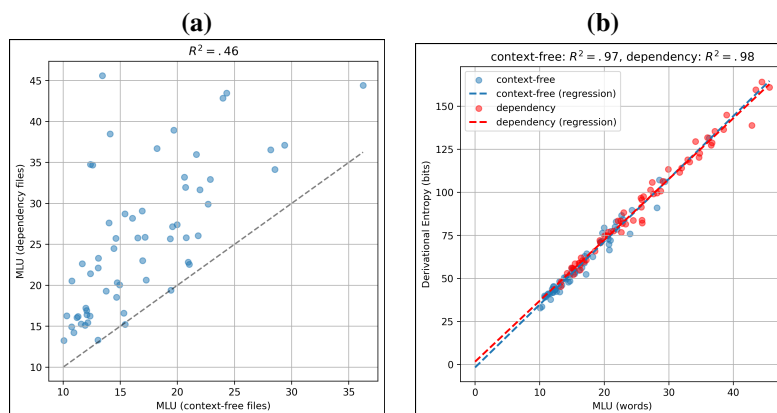 (a)
R² = .46
MLU (dependency files)
45
40
35
30
25
20
15
10
10
15
20
25
30
35
MLU (context-free files)
(b)
context-free: R² = .97, dependency: R² = .98
context-free
context-free (regression)
dependency
dependency (regression)
Derivational Entropy (bits)
150
125
100
75
50
25
0
0
10
20
30
40
MLU (words)